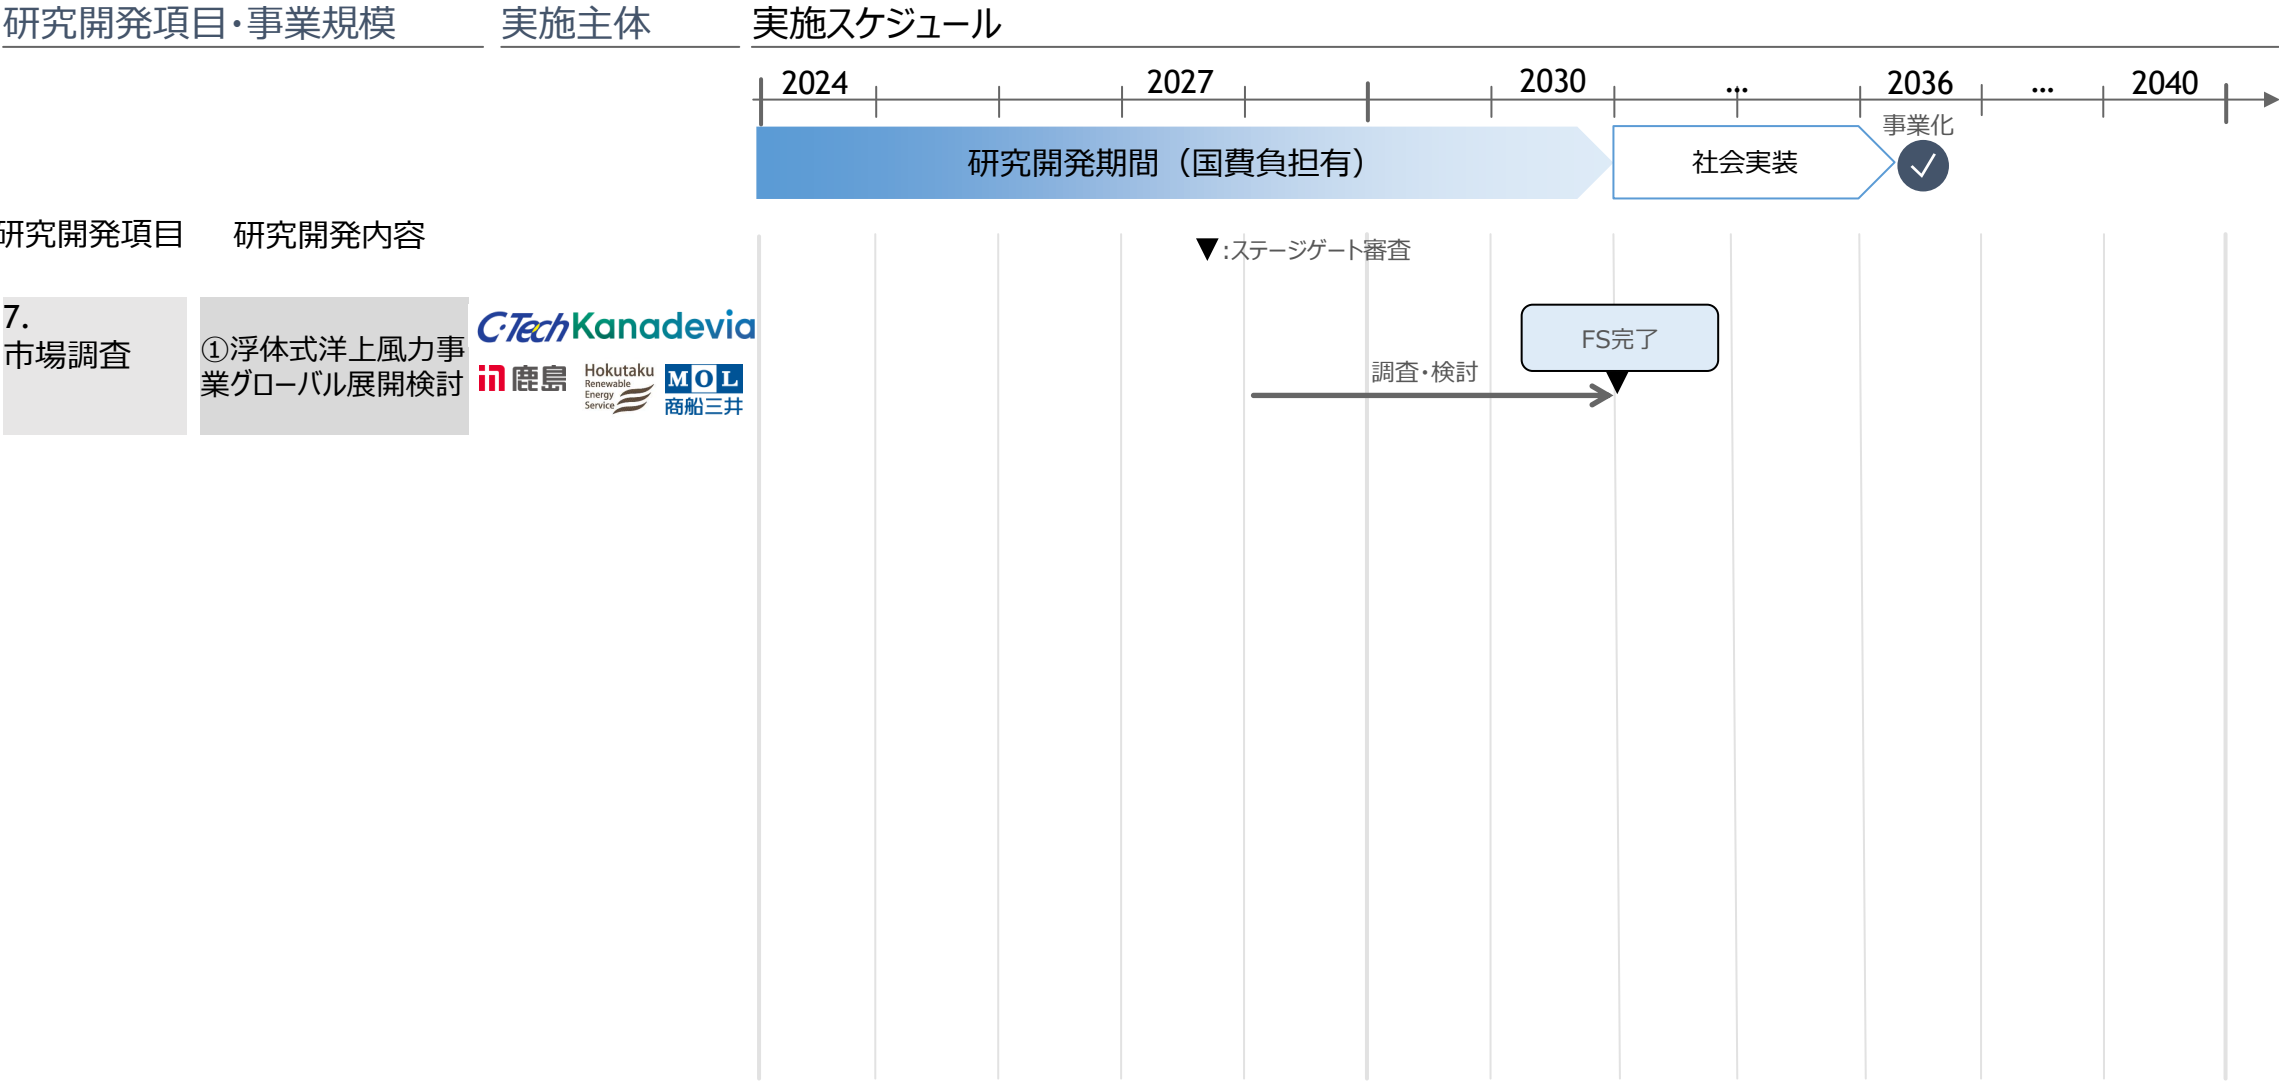 研究開発項目・事業規模
実施主体
実施スケジュール
2024
2027
2030
...
2036
...
2040
事業化
研究開発期間（国費負担有）
社会実装
研究開発項目
研究開発内容
▼:ステージゲート審査
7.
市場調査
①浮体式洋上風力事
業グローバル展開検討
C-Tech
Kanadevia
鹿島
Hokutaku
Renewable
Energy
Service
MOL
商船三井
調査・検討
FS完了